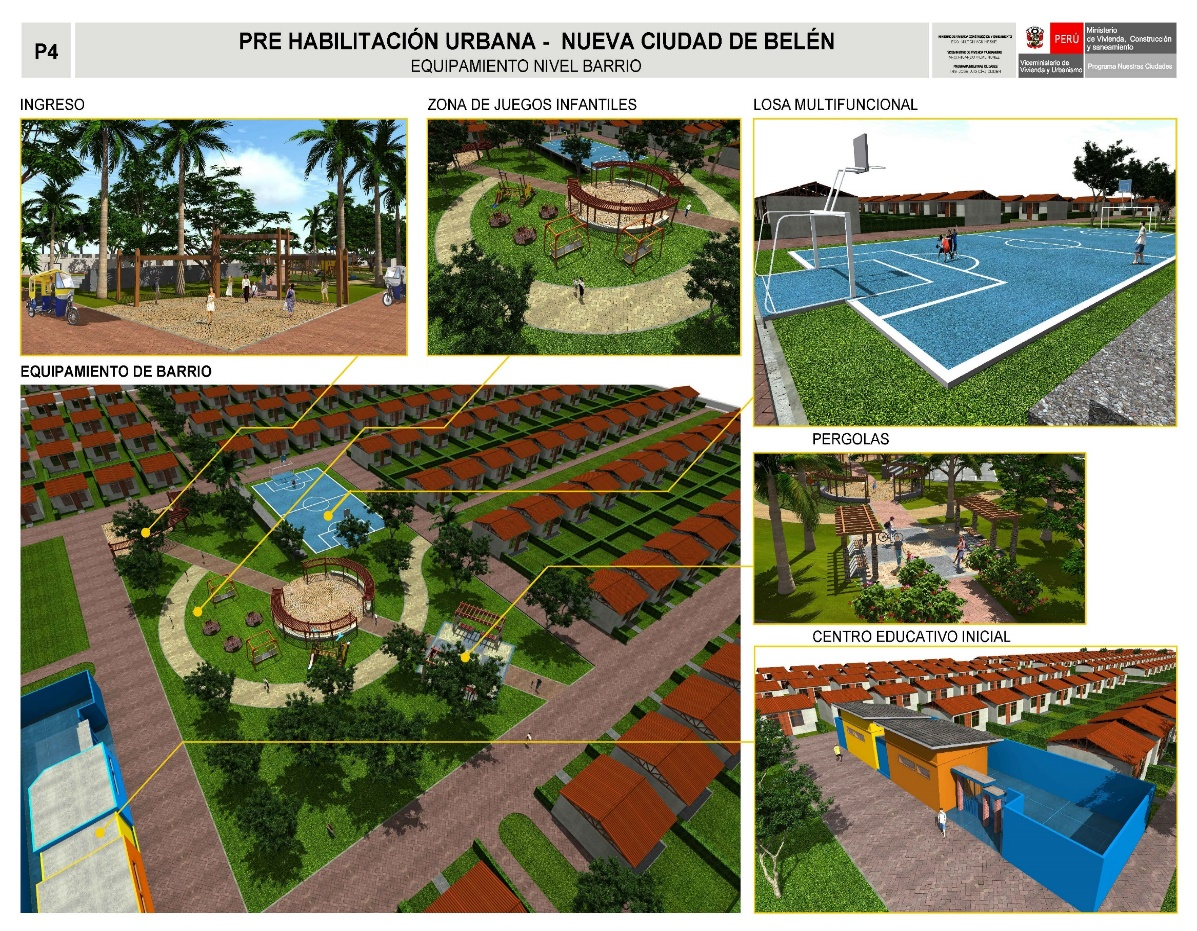 P4
PRE HABILITACIÓN URBANA - NUEVA CIUDAD DE BELÉN
EQUIPAMIENTO NIVEL BARRIO
PERÚ
Ministerio
de Vivienda, Construcción
y saneamiento
Viceministerio de
Vivienda y Urbanismo
Programa Nuestras Ciudades
INGRESO
ZONA DE JUEGOS INFANTILES
LOSA MULTIFUNCIONAL
EQUIPAMIENTO DE BARRIO
PERGOLAS
CENTRO EDUCATIVO INICIAL